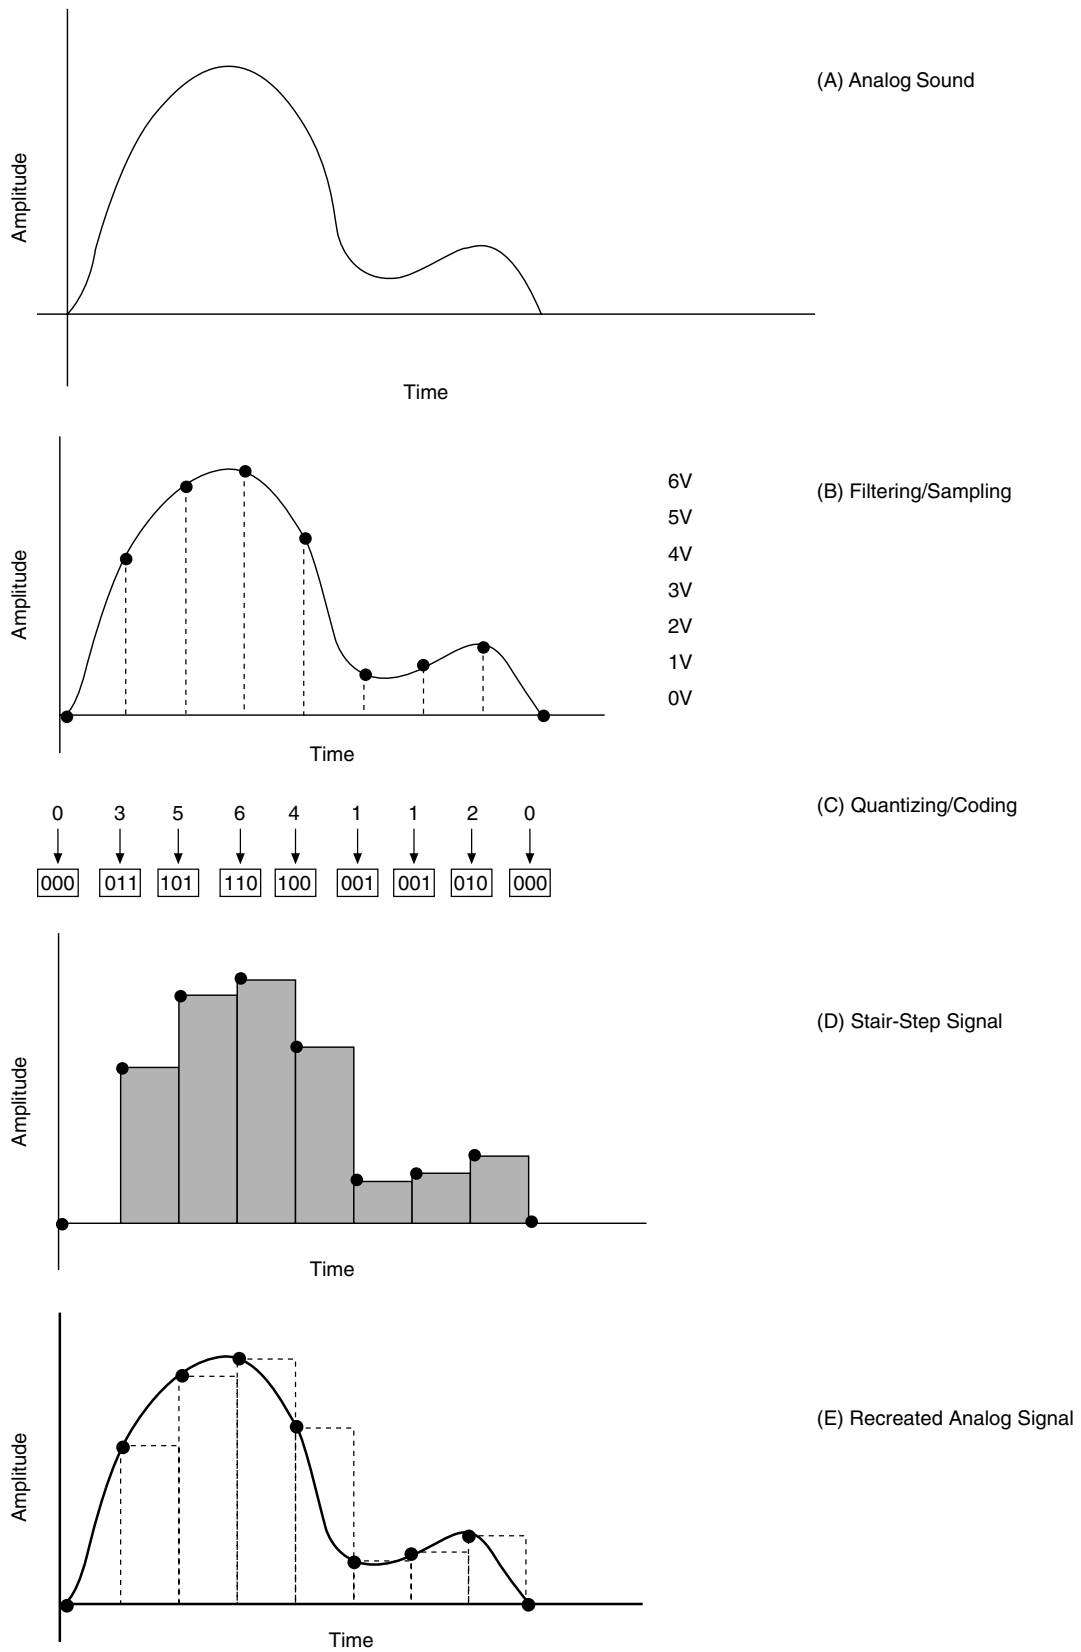 (A) Analog Sound
Amplitude
Time
(B) Filtering/Sampling
6V
5V
4V
3V
2V
1V
0V
Amplitude
Time
(C) Quantizing/Coding
0 3 5 6 4 1 1 2 0
000 011 101 110 100 001 001 010 000
(D) Stair-Step Signal
Amplitude
Time
(E) Recreated Analog Signal
Amplitude
Time